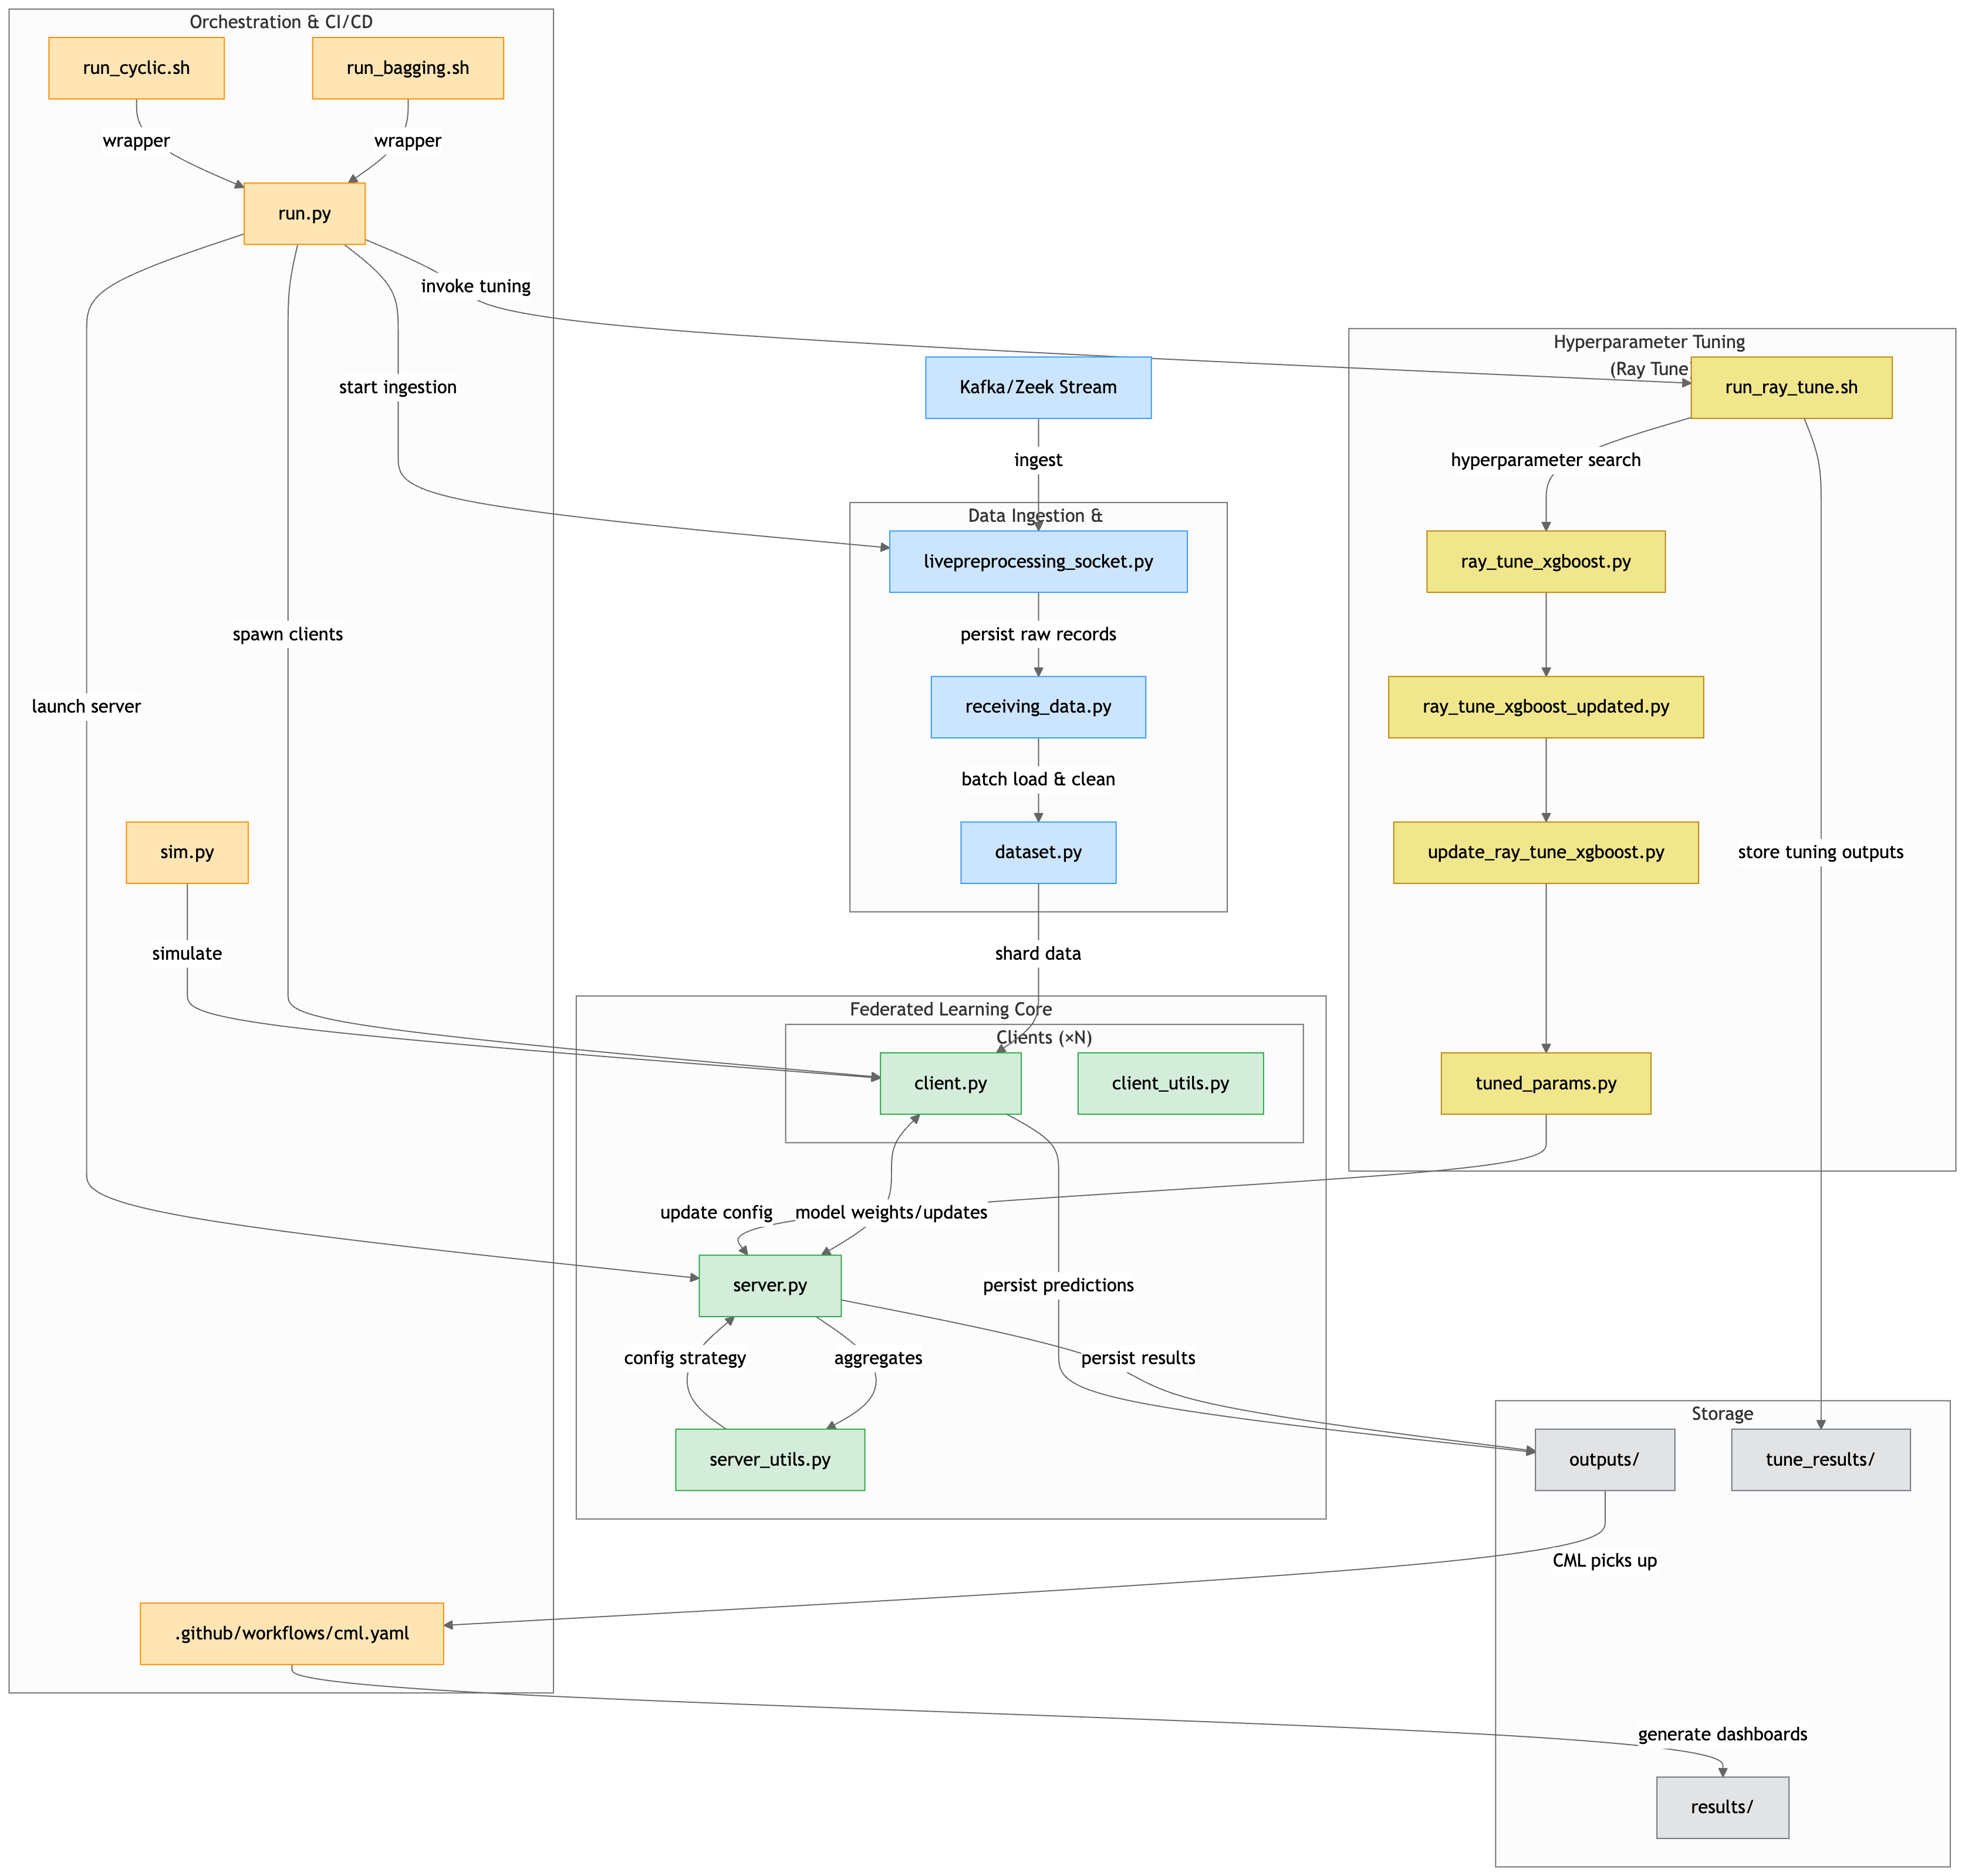 Orchestration & CI/CD
run_cyclic.sh
run_bagging.sh
wrapper
wrapper
run.py
invoke tuning
Hyperparameter Tuning
(Ray Tune
run_ray_tune.sh
Kafka/Zeek Stream
start ingestion
ingest
hyperparameter search
Data Ingestion &
livepreprocessing_socket.py
ray_tune_xgboost.py
spawn clients
persist raw records
launch server
receiving_data.py
ray_tune_xgboost_updated.py
batch load & clean
sim.py
dataset.py
update_ray_tune_xgboost.py
store tuning outputs
simulate
shard data
Federated Learning Core
Clients (×N)
client.py
client_utils.py
tuned_params.py
update config
model weights/updates
server.py
persist predictions
config strategy
aggregates
persist results
Storage
server_utils.py
outputs/
tune_results/
CML picks up
.github/workflows/cml.yaml
generate dashboards
results/